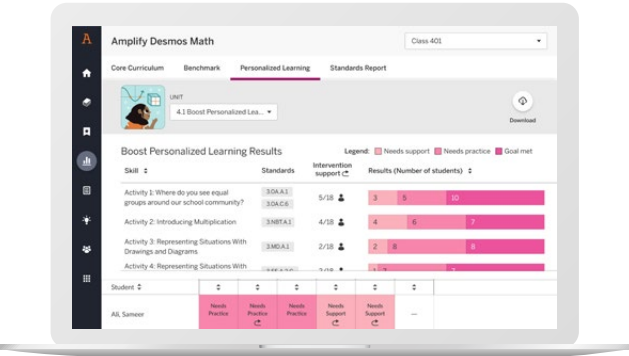 A
Amplify Desmos Math
Class 401
Core Curriculum Benchmark Personalized Learning Standards Report
UNIT
4.1 Boost Personalized Lea...
Download
Boost Personalized Learning Results
Legend: Needs support Needs practice Goal met
Skill Standards Intervention support Results (Number of students)
Activity 1: Where do you see equal groups around our school community?
3.OA.A.1
3.OA.C.6
5/18
3 5 10
Activity 2: Introducing Multiplication
3.NBT.A.1
4/18
4 6 7
Activity 3: Representing Situations With Drawings and Diagrams
3.MD.A.1
2/18
2 8 8
Activity 4: Representing Situations With
Student
Ali, Sameer
Needs Practice
Needs Practice
Needs Practice
Needs Support
Needs Support
—